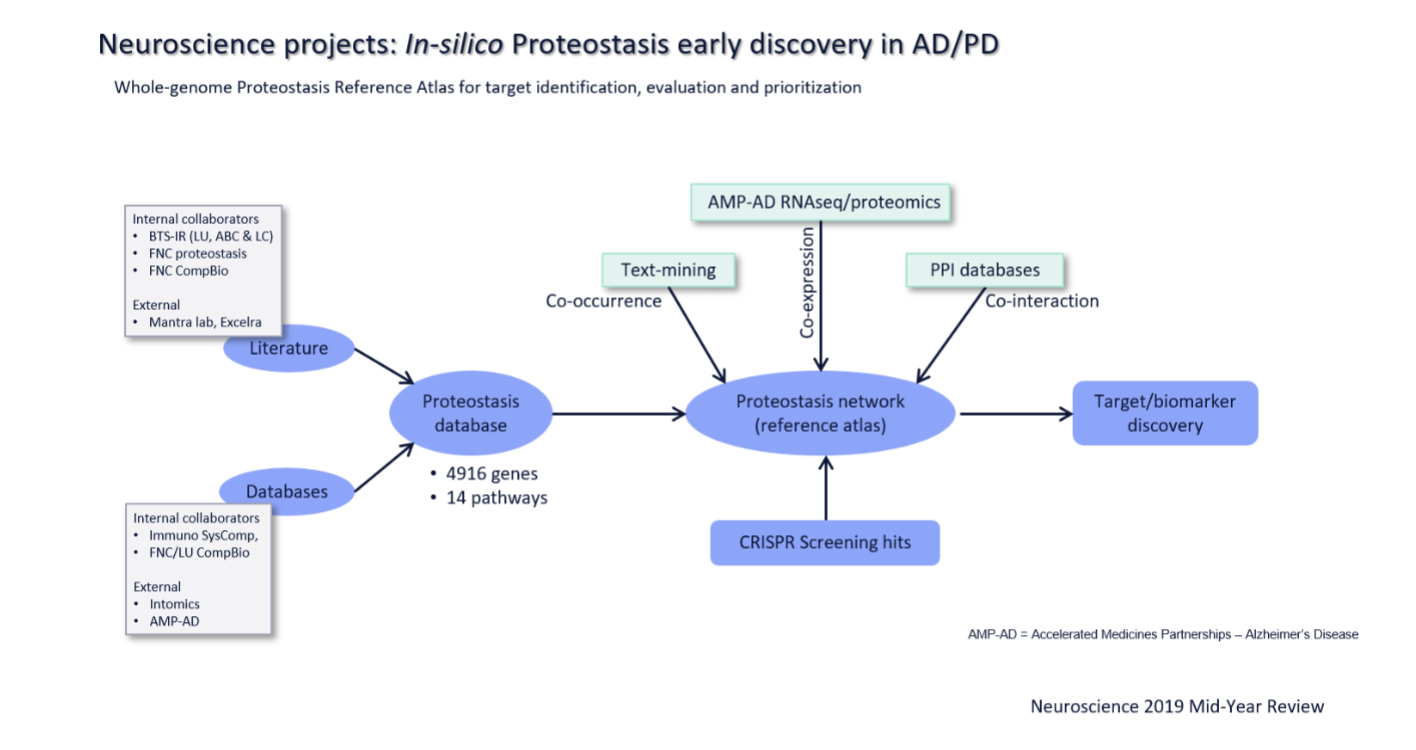 Neuroscience projects: In-silico Proteostasis early discovery in AD/PD
Whole-genome Proteostasis Reference Atlas for target identification, evaluation and prioritization
Internal collaborators
• BTS-IR (LU, ABC & LC)
• FNC proteostasis
• FNC CompBio
External
• Mantra lab, Excelra
Literature
Databases
Internal collaborators
• Immuno SysComp,
• FNC/LU CompBio
External
• Intomics
• AMP-AD
Proteostasis
database
• 4916 genes
• 14 pathways
AMP-AD RNAseq/proteomics
Co-expression
Text-mining
Co-occurrence
PPI databases
Co-interaction
Proteostasis network
(reference atlas)
CRISPR Screening hits
Target/biomarker
discovery
AMP-AD = Accelerated Medicines Partnerships – Alzheimer's Disease
Neuroscience 2019 Mid-Year Review